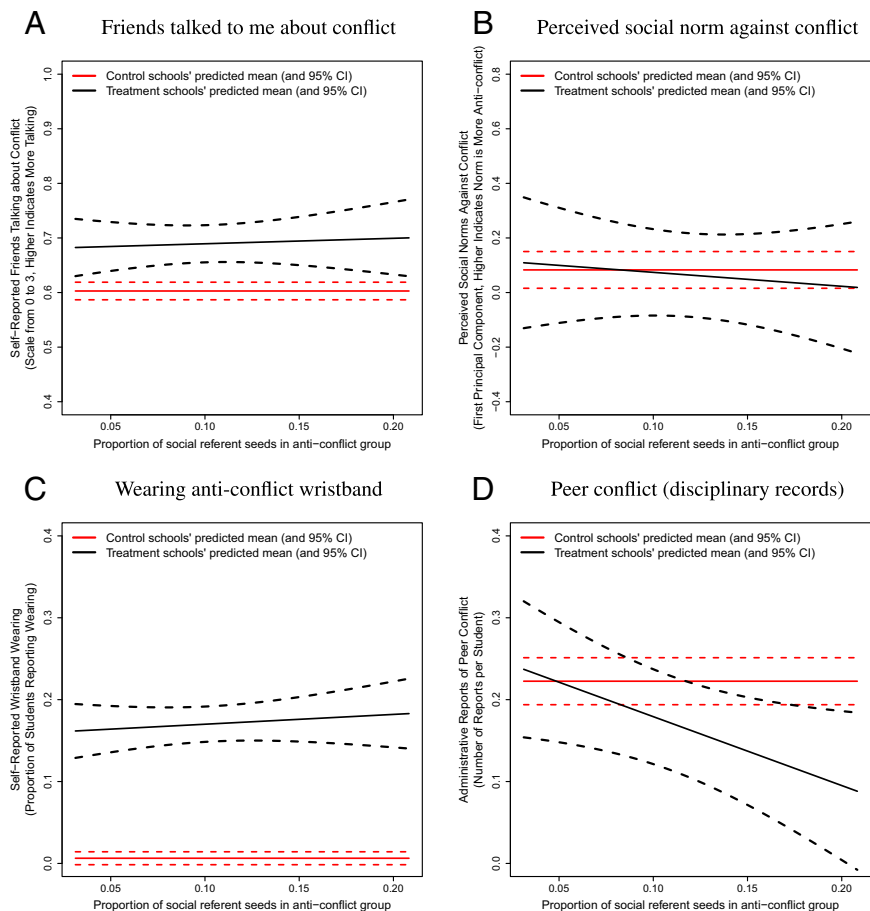 A Friends talked to me about conflict
Control schools' predicted mean (and 95% CI)
Treatment schools' predicted mean (and 95% CI)
Self−Reported Friends Talking about Conflict
(Scale from 0 to 3, Higher Indicates More Talking)
1.0
0.9
0.8
0.7
0.6
0.5
0.4
0.05 0.10 0.15 0.20
Proportion of social referent seeds in anti−conflict group
B Perceived social norm against conflict
Control schools' predicted mean (and 95% CI)
Treatment schools' predicted mean (and 95% CI)
Perceived Social Norms Against Conflict
(First Principal Component, Higher Indicates Norm is More Anti−conflict)
0.8
0.6
0.4
0.2
0.0
−0.2
−0.4
0.05 0.10 0.15 0.20
Proportion of social referent seeds in anti−conflict group
C Wearing anti-conflict wristband
Control schools' predicted mean (and 95% CI)
Treatment schools' predicted mean (and 95% CI)
Self−Reported Wristband Wearing
(Proportion of Students Reporting Wearing)
0.4
0.3
0.2
0.1
0.0
0.05 0.10 0.15 0.20
Proportion of social referent seeds in anti−conflict group
D Peer conflict (disciplinary records)
Control schools' predicted mean (and 95% CI)
Treatment schools' predicted mean (and 95% CI)
Administrative Reports of Peer Conflict
(Number of Reports per Student)
0.4
0.3
0.2
0.1
0.0
0.05 0.10 0.15 0.20
Proportion of social referent seeds in anti−conflict group